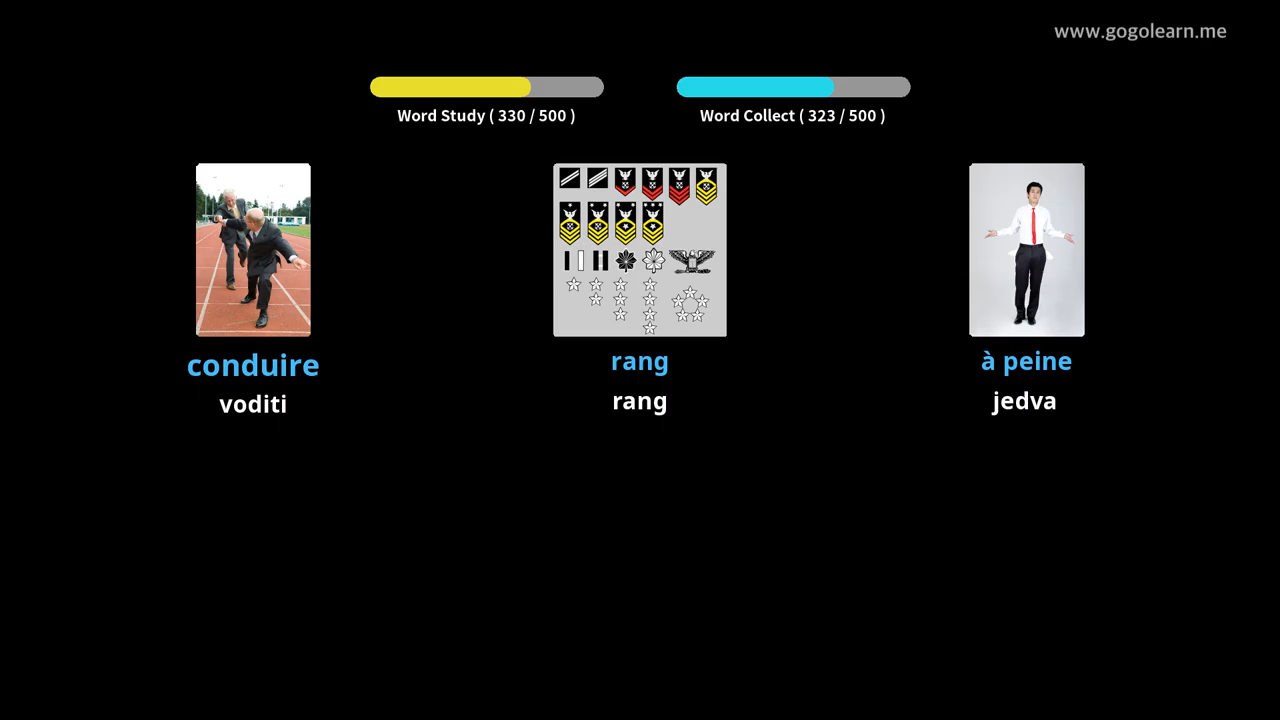 www.gogolearn.me
Word Study ( 330 / 500 )
Word Collect ( 323 / 500 )
conduire
voditi
rang
rang
à peine
jedva